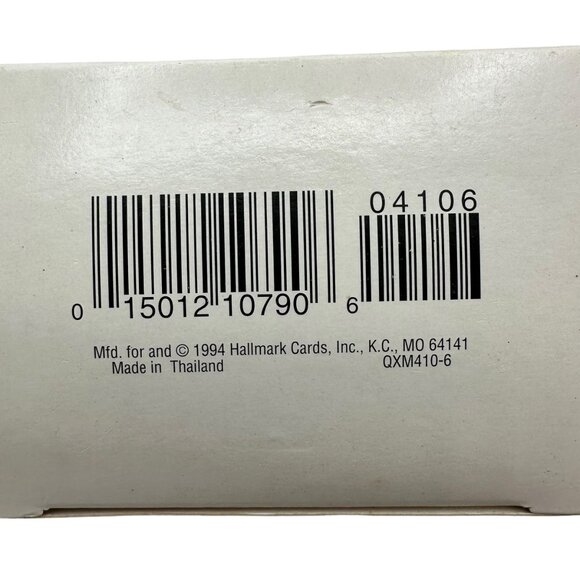 04106
0 15012 10790 6
Mfd. for and © 1994 Hallmark Cards, Inc., K.C., MO 64141
Made in Thailand QXM410-6